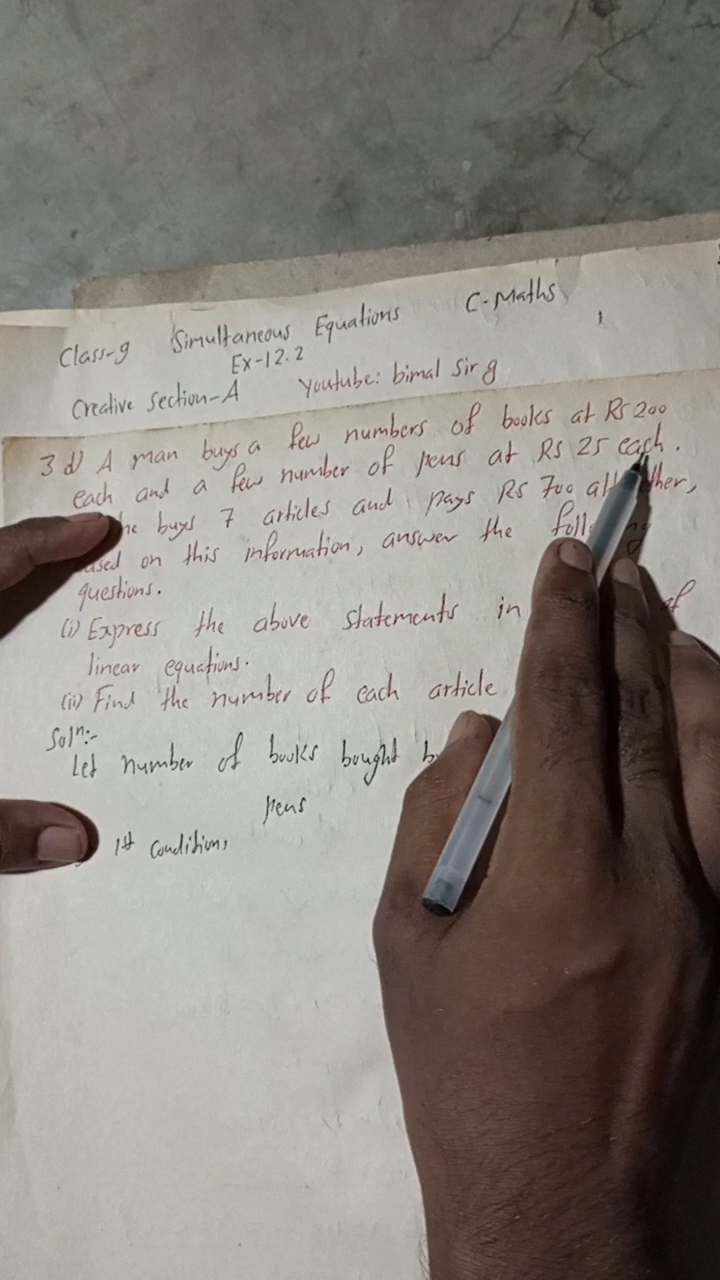 Class-9 Simultaneous Equations C-Maths
Ex-12.2
Creative section-A Youtube: bimal sir g
3 d) A man buys a few numbers of books at RS 200
each and a few number of pens at RS 25 each.
he buys 7 articles and pays RS 700
on this information, answer the
questions.
(i) Express the above statements in of
linear equations.
(ii) Find the number of each article
Solⁿ:-
Let number of books bought
pens
1st condition,